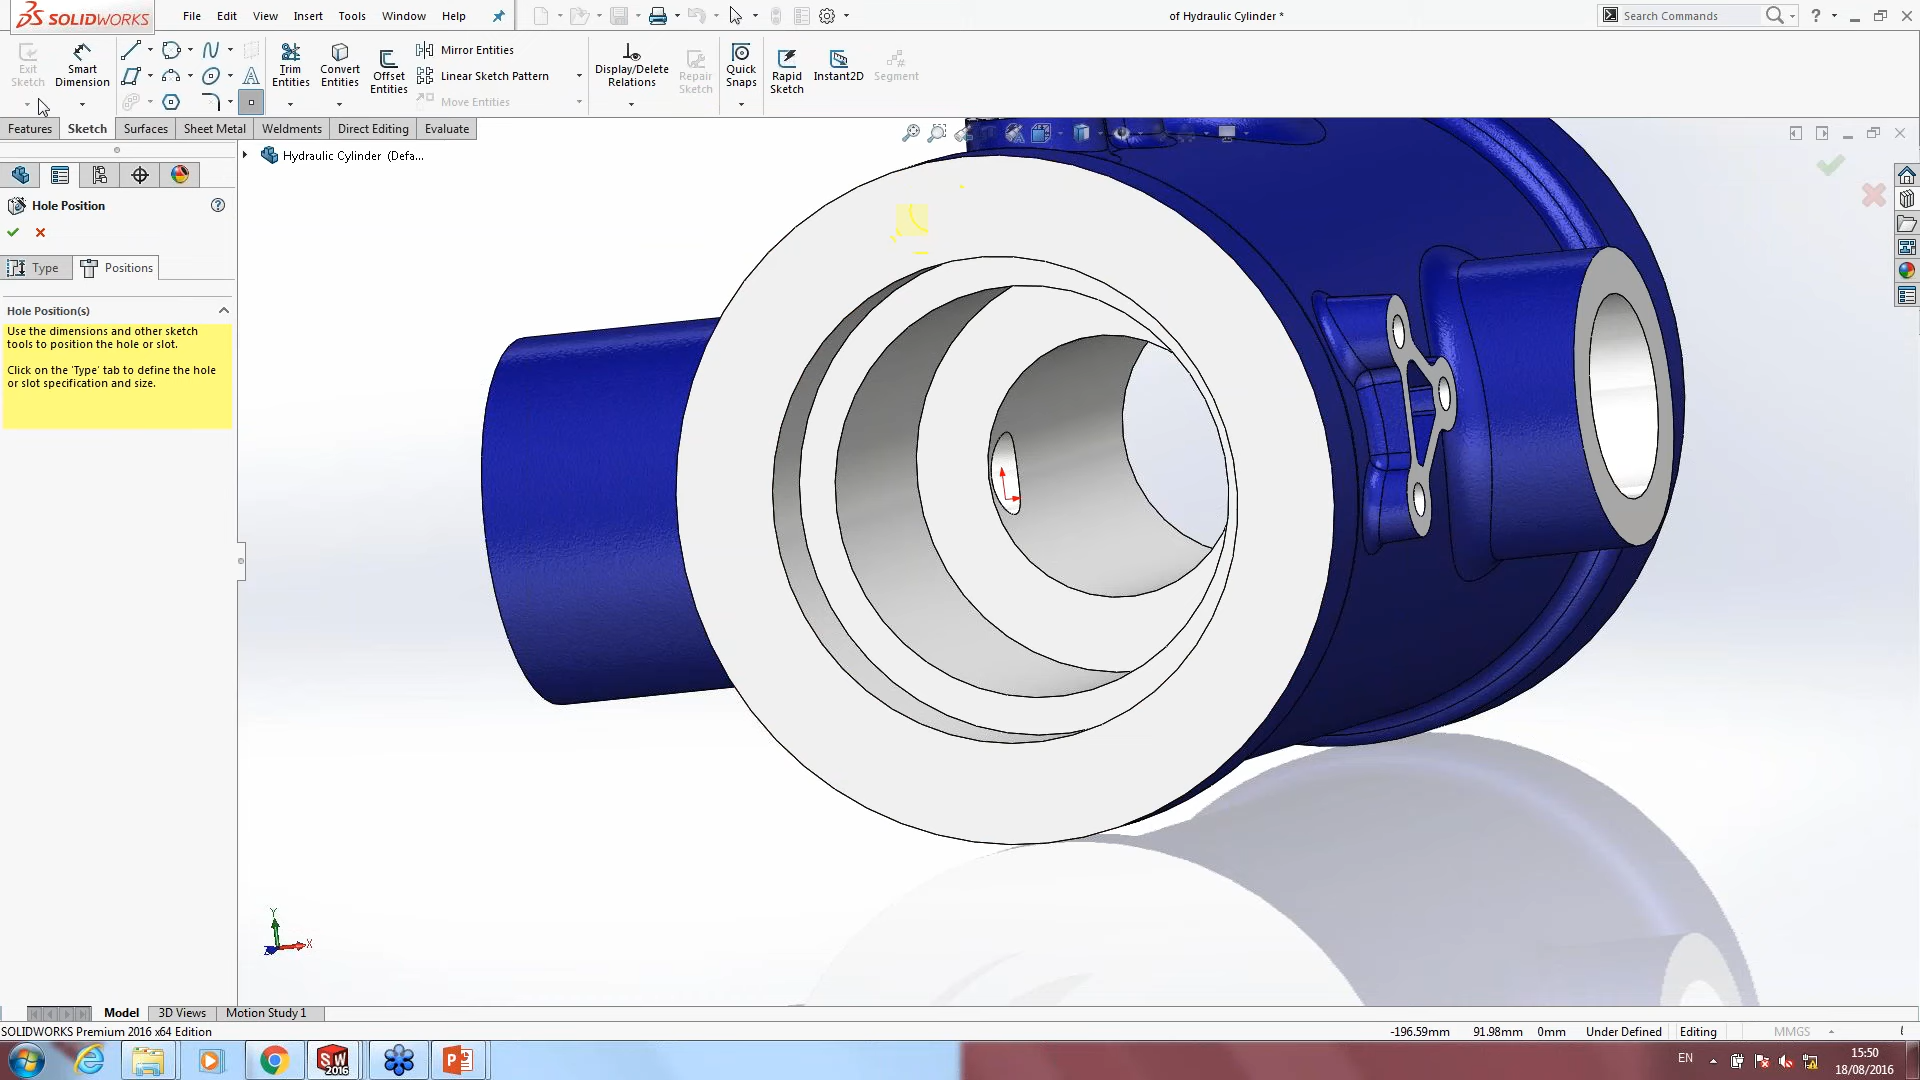 SOLIDWORKS
File Edit View Insert Tools Window Help
of Hydraulic Cylinder *
Search Commands
Exit Sketch
Smart Dimension
Trim Entities
Convert Entities
Offset Entities
Mirror Entities
Linear Sketch Pattern
Move Entities
Display/Delete Relations
Repair Sketch
Quick Snaps
Rapid Sketch
Instant2D
Segment
Features Sketch Surfaces Sheet Metal Weldments Direct Editing Evaluate
Hydraulic Cylinder (Defa...
Hole Position
Type Positions
Hole Position(s)
Use the dimensions and other sketch
tools to position the hole or slot.
Click on the 'Type' tab to define the hole
or slot specification and size.
Y
X
Z
Model 3D Views Motion Study 1
SOLIDWORKS Premium 2016 x64 Edition
-196.59mm 91.98mm 0mm Under Defined Editing MMGS
SW 2016
EN
15:50
18/08/2016